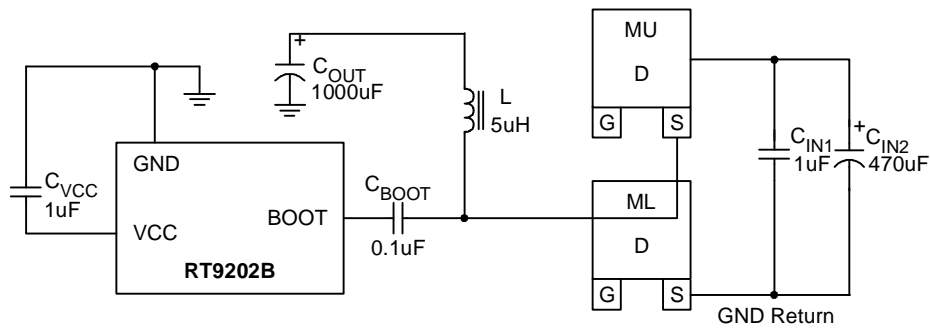 MU
D
G
S
+
C_OUT
1000uF
L
5uH
C_IN1
1uF
+
C_IN2
470uF
GND
C_VCC
1uF
VCC
BOOT
RT9202B
C_BOOT
0.1uF
ML
D
G
S
GND Return